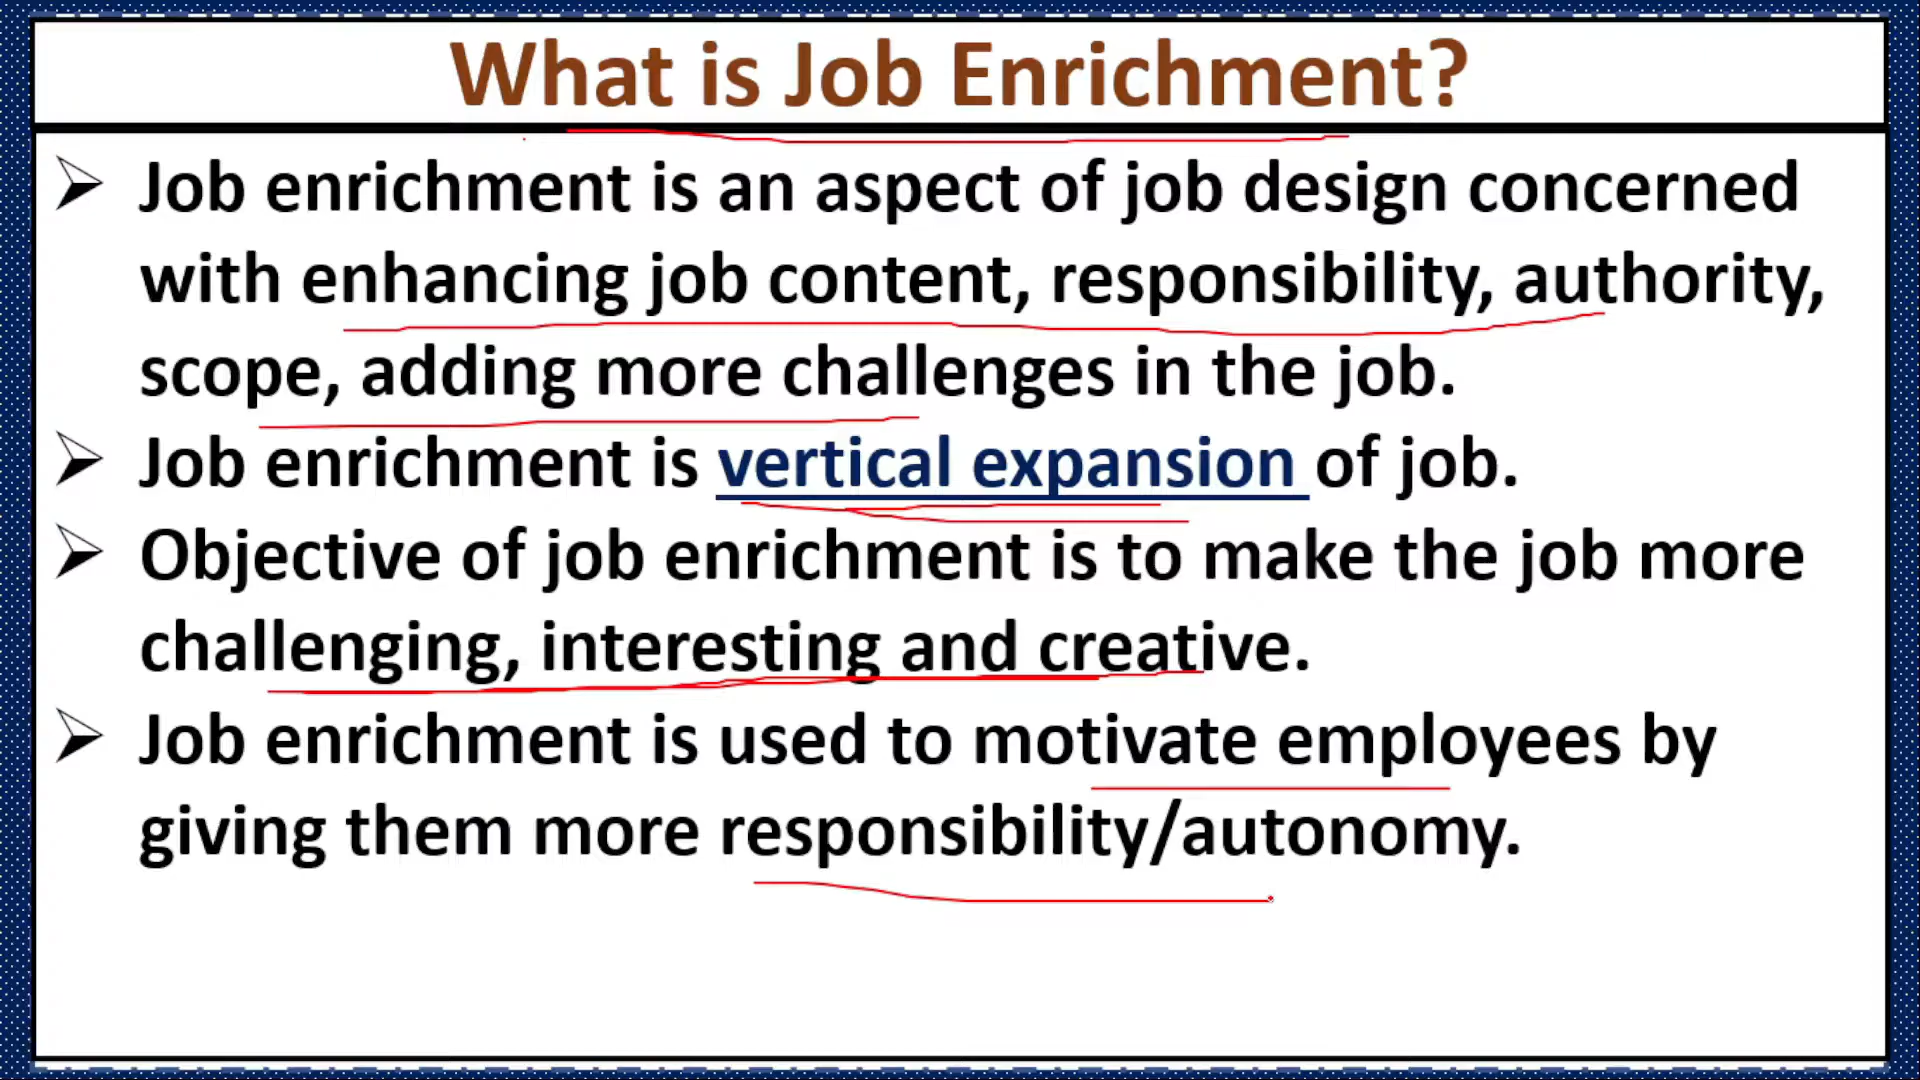 What is Job Enrichment?
➢ Job enrichment is an aspect of job design concerned
with enhancing job content, responsibility, authority,
scope, adding more challenges in the job.
➢ Job enrichment is vertical expansion of job.
➢ Objective of job enrichment is to make the job more
challenging, interesting and creative.
➢ Job enrichment is used to motivate employees by
giving them more responsibility/autonomy.